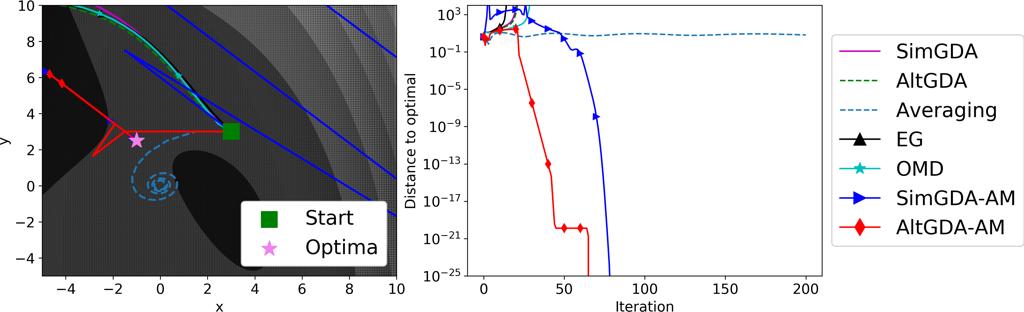 10
8
6
4
2
0
−2
−4
y
−4 −2 0 2 4 6 8 10
x
Start
Optima
10³
10⁻¹
10⁻⁵
10⁻⁹
10⁻¹³
10⁻¹⁷
10⁻²¹
10⁻²⁵
Distance to optimal
0 50 100 150 200
Iteration
SimGDA
AltGDA
Averaging
EG
OMD
SimGDA-AM
AltGDA-AM